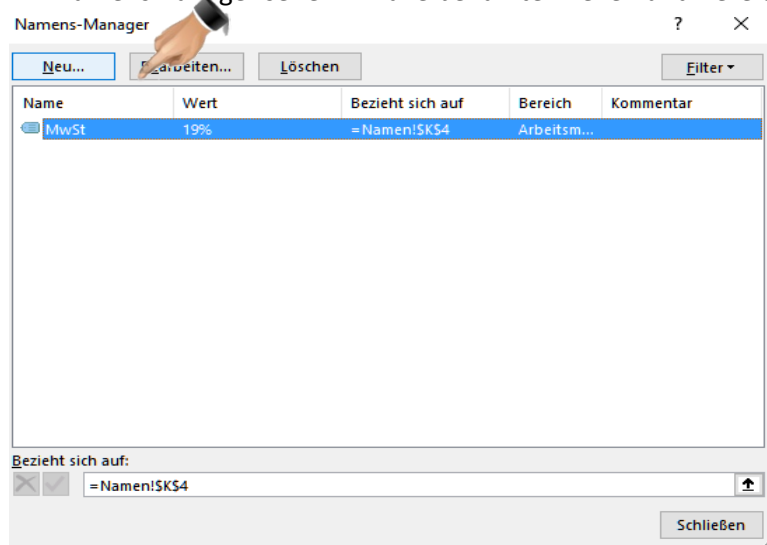 Namens-Manager ? ×
Neu... Bearbeiten... Löschen Filter
Name Wert Bezieht sich auf Bereich Kommentar
MwSt 19% =Namen!$K$4 Arbeitsm...
Bezieht sich auf:
=Namen!$K$4
Schließen